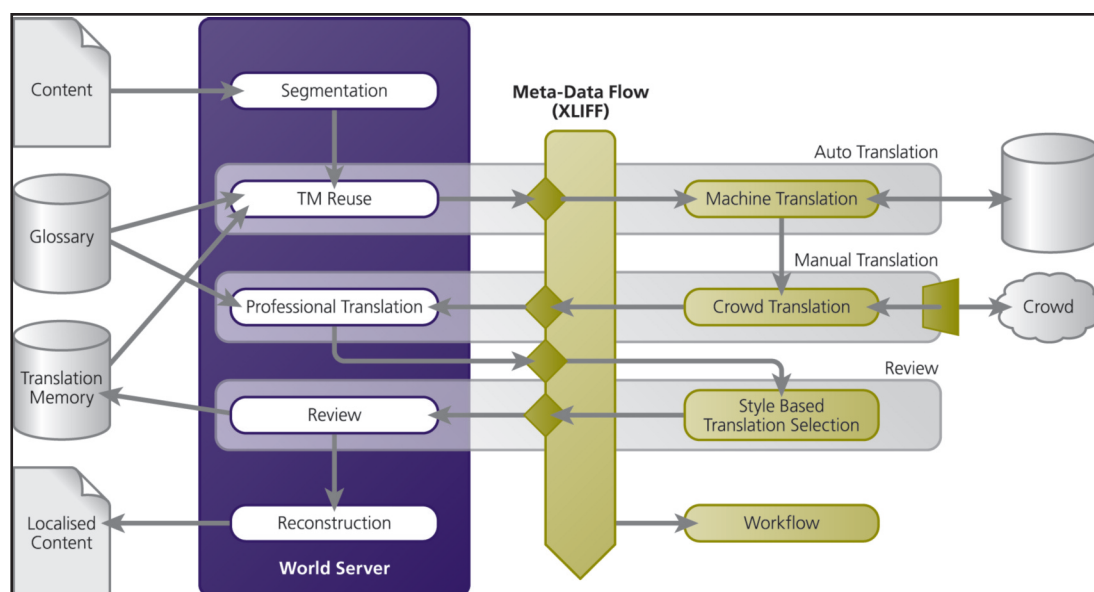 Content
Segmentation
Meta-Data Flow
(XLIFF)
Auto Translation
Glossary
TM Reuse
Machine Translation
Manual Translation
Professional Translation
Crowd Translation
Crowd
Translation
Memory
Review
Review
Style Based
Translation Selection
Localised
Content
Reconstruction
Workflow
World Server